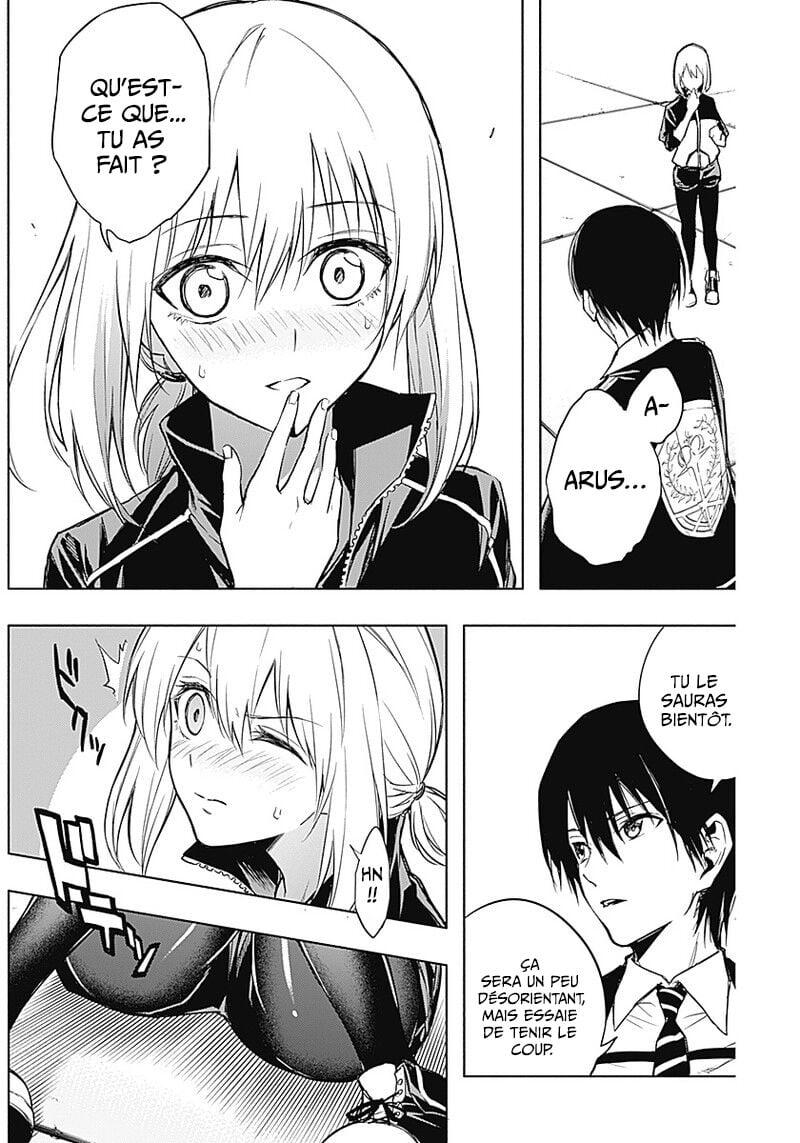 A-
ARUS...
QU'EST-
CE QUE...
TU AS
FAIT ?
TU LE
SAURAS
BIENTÔT.
ÇA
SERA UN PEU
DÉSORIENTANT,
MAIS ESSAIE
DE TENIR LE
COUP.
HN
!!